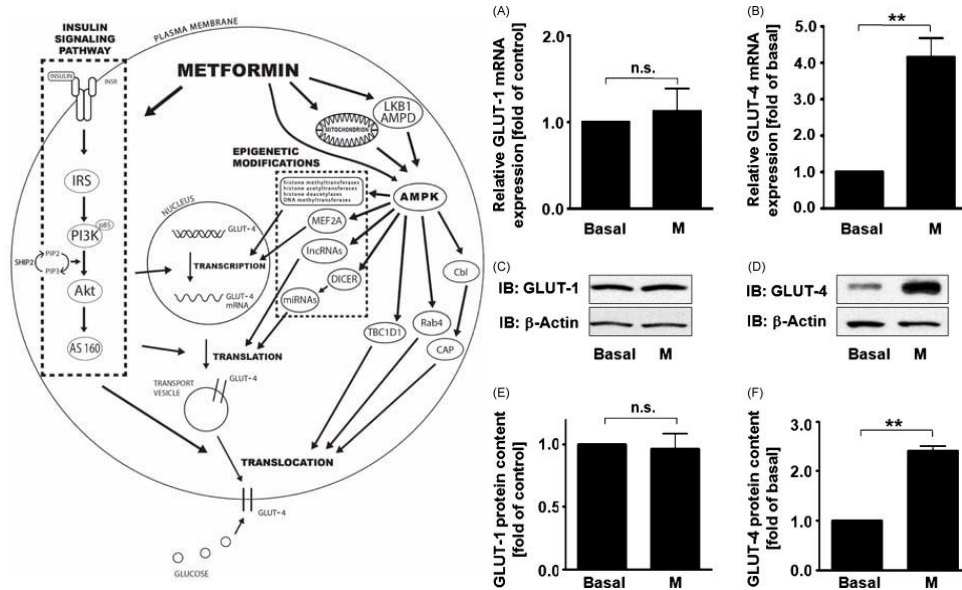 INSULIN
SIGNALING
PATHWAY
PLASMA MEMBRANE
INSULIN
INSR
METFORMIN
LKB1
AMPD
MITOCHONDRION
EPIGENETIC
MODIFICATIONS
IRS
histone methyltransferases
histone acetyltransferases
histone deacetylases
DNA methyltransferases
AMPK
NUCLEUS
p85
PI3K
GLUT-4
MEF2A
SHIP2
PIP2
PIP3
TRANSCRIPTION
lncRNAs
Cbl
Akt
DICER
GLUT-4
mRNA
miRNAs
TBC1D1
Rab4
AS 160
CAP
TRANSLATION
GLUT-4
TRANSPORT
VESICLE
TRANSLOCATION
GLUT-4
GLUCOSE
(A)
Relative GLUT-1 mRNA
expression [fold of control]
2.0
1.0
0.0
n.s.
Basal M
(B)
Relative GLUT-4 mRNA
expression [fold of basal]
5.0
4.0
3.0
2.0
1.0
0.0
**
Basal M
(C)
IB: GLUT-1
IB: β-Actin
Basal M
(D)
IB: GLUT-4
IB: β-Actin
Basal M
(E)
GLUT-1 protein content
[fold of control]
1.0
0.5
0.0
n.s.
Basal M
(F)
GLUT-4 protein content
[fold of basal]
3.0
2.0
1.0
0.0
**
Basal M